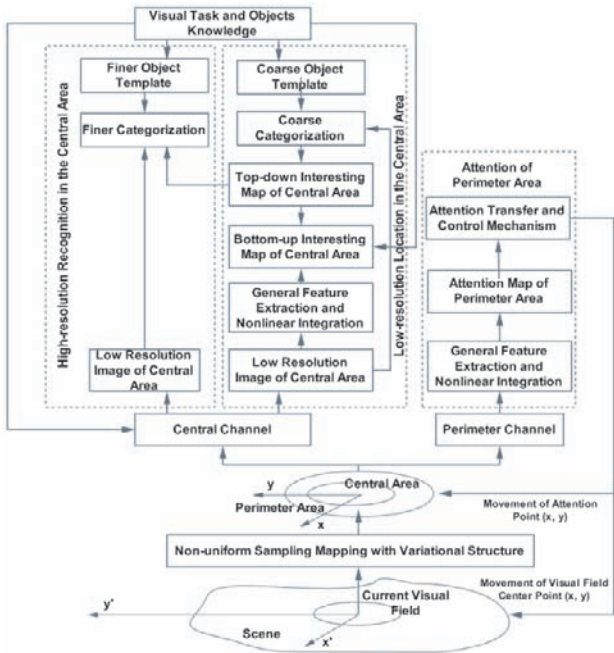 Visual Task and Objects
Knowledge
High-resolution Recognition in the Central Area
Finer Object
Template
Finer Categorization
Low Resolution
Image of Central
Area
Coarse Object
Template
Coarse
Categorization
Top-down Interesting
Map of Central Area
Bottom-up Interesting
Map of Central Area
General Feature
Extraction and
Nonlinear Integration
Low Resolution
Image of Central Area
Low-resolution Location in the Central Area
Attention of
Perimeter Area
Attention Transfer and
Control Mechanism
Attention Map of
Perimeter Area
General Feature
Extraction and
Nonlinear Integration
Central Channel
Perimeter Channel
y
Central Area
Perimeter Area
x
Movement of Attention
Point (x, y)
Non-uniform Sampling Mapping with Variational Structure
Movement of Visual Field
Center Point (x, y)
Current Visual
Field
y'
Scene
x'